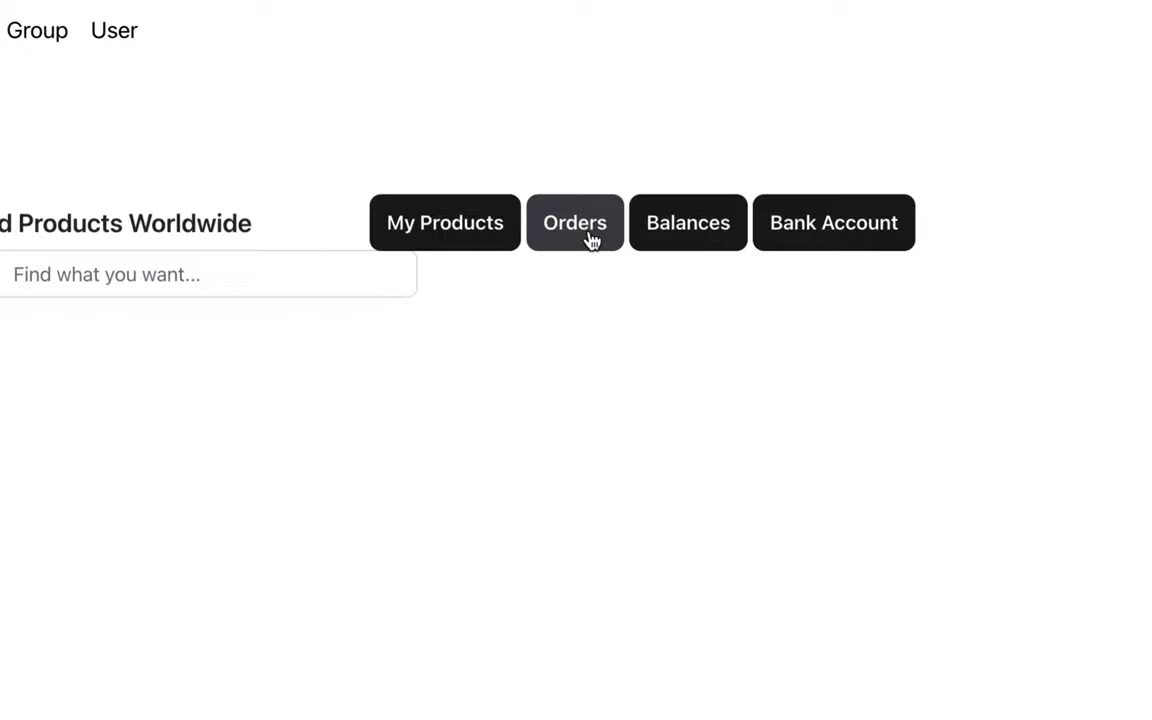 Group User
d Products Worldwide My Products Orders Balances Bank Account
Find what you want...